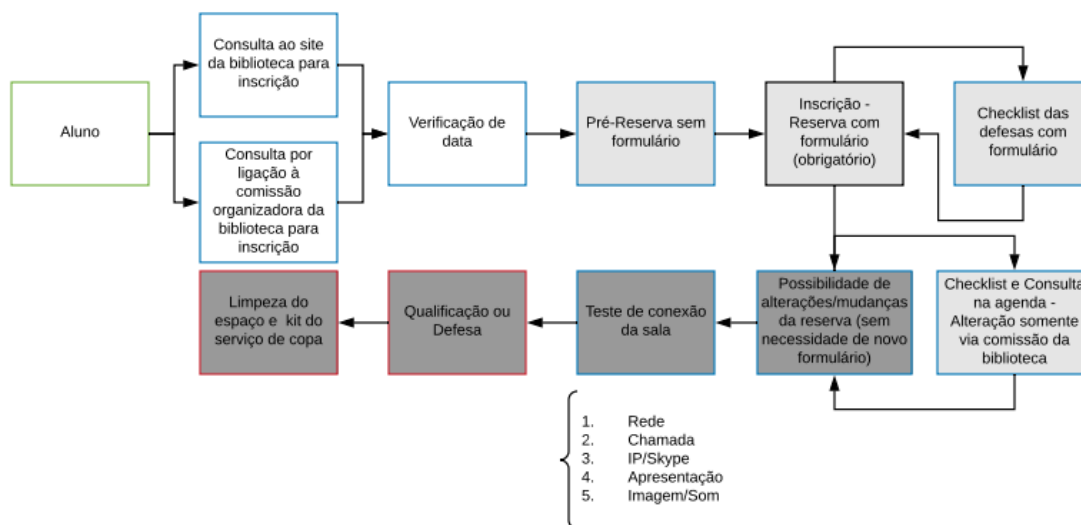 Aluno
Consulta ao site
da biblioteca para
inscrição
Consulta por
ligação à
comissão
organizadora da
biblioteca para
inscrição
Verificação de
data
Pré-Reserva sem
formulário
Inscrição -
Reserva com
formulário
(obrigatório)
Checklist das
defesas com
formulário
Limpeza do
espaço e kit do
serviço de copa
Qualificação ou
Defesa
Teste de conexão
da sala
Possibilidade de
alterações/mudanças
da reserva (sem
necessidade de novo
formulário)
Checklist e Consulta
na agenda -
Alteração somente
via comissão da
biblioteca
1. Rede
2. Chamada
3. IP/Skype
4. Apresentação
5. Imagem/Som